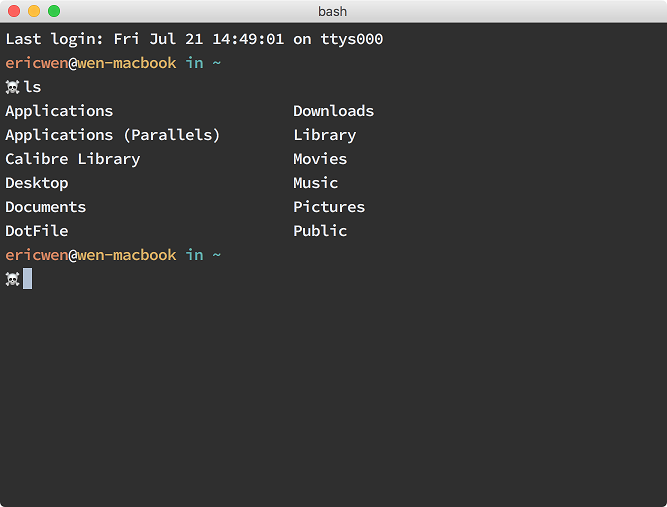 bash
Last login: Fri Jul 21 14:49:01 on ttys000
ericwen@wen-macbook in ~
☠ls
Applications Downloads
Applications (Parallels) Library
Calibre Library Movies
Desktop Music
Documents Pictures
DotFile Public
ericwen@wen-macbook in ~
☠